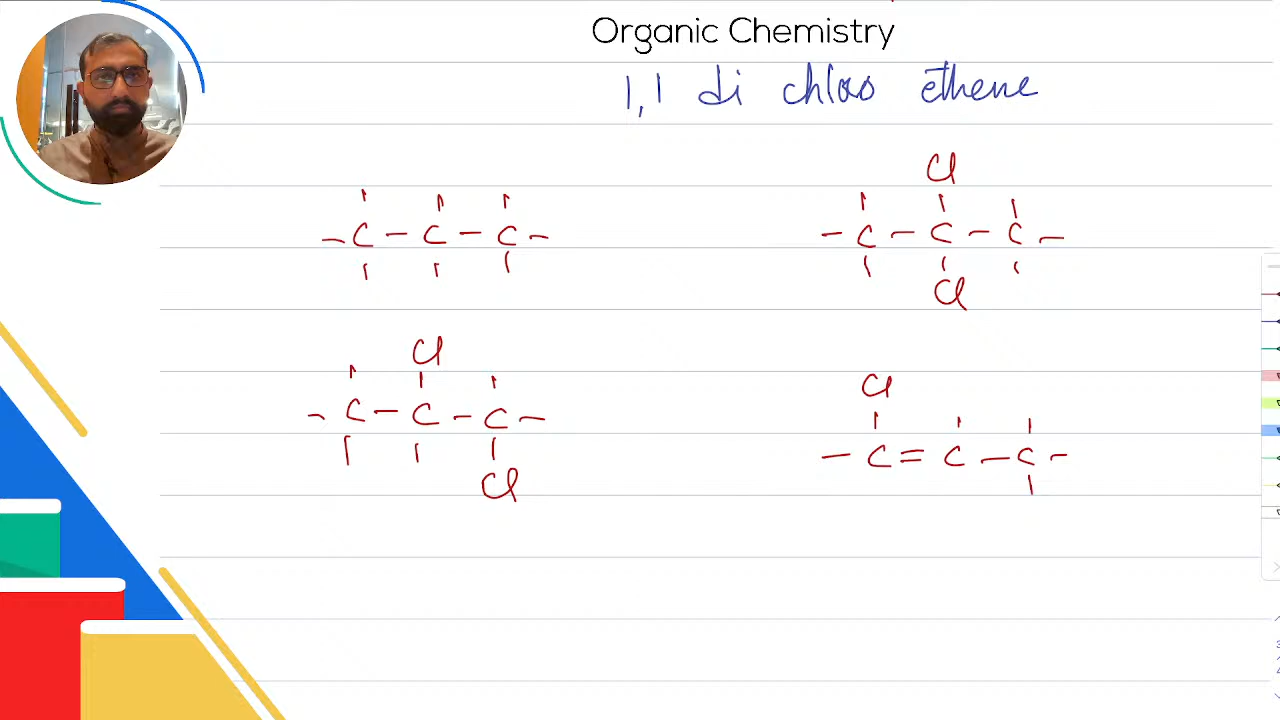 Organic Chemistry
1,1 di chloro ethene
Cl
- C - C - C -
- C - C - C -
Cl
Cl
Cl
- C - C - C -
- C = C - C -
Cl